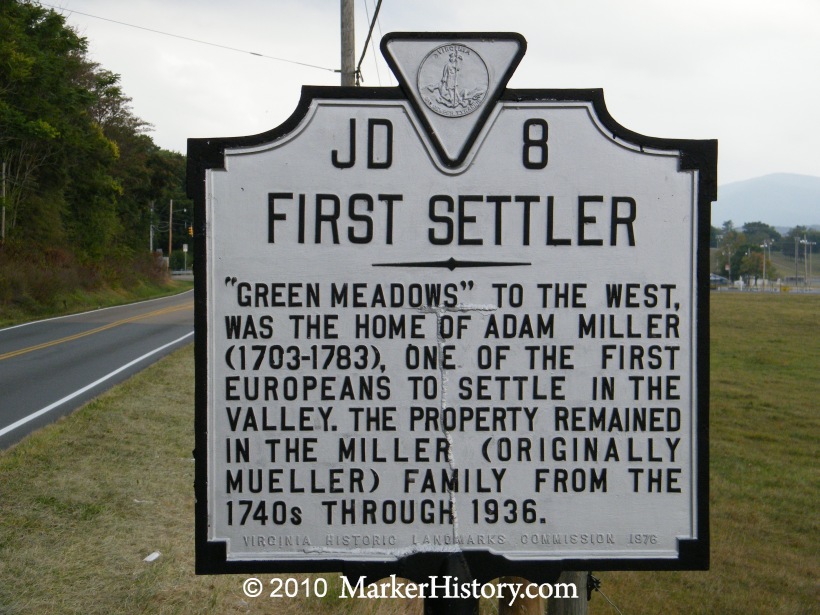 JD 8
FIRST SETTLER
"GREEN MEADOWS" TO THE WEST,
WAS THE HOME OF ADAM MILLER
(1703-1783), ONE OF THE FIRST
EUROPEANS TO SETTLE IN THE
VALLEY. THE PROPERTY REMAINED
IN THE MILLER (ORIGINALLY
MUELLER) FAMILY FROM THE
1740s THROUGH 1936.
VIRGINIA HISTORIC LANDMARKS COMMISSION 1976
© 2010 MarkerHistory.com